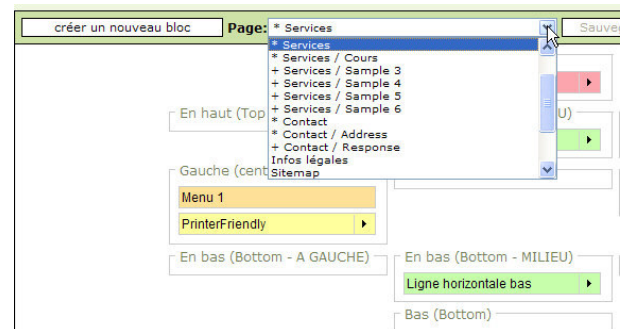 créer un nouveau bloc Page: * Services Sauve
* Services
* Services / Cours
+ Services / Sample 3
+ Services / Sample 4
+ Services / Sample 5
+ Services / Sample 6
* Contact
* Contact / Address
+ Contact / Response
Infos légales
Sitemap
En haut (Top U)
Gauche (cent
Menu 1
PrinterFriendly
En bas (Bottom - A GAUCHE) En bas (Bottom - MILIEU)
Ligne horizontale bas
Bas (Bottom)